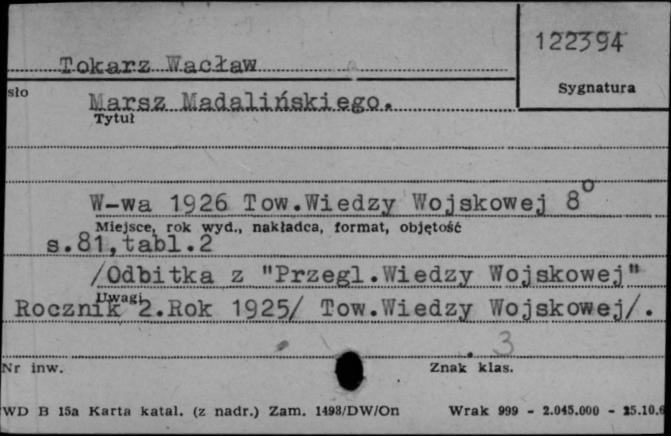 122394
Tokarz Wacław
Sygnatura
sło
Marsz Madalińskiego.
Tytuł
W-wa 1926 Tow.Wiedzy Wojskowej 8°
Miejsce, rok wyd., nakładca, format, objętość
s.81,tabl.2
/Odbitka z "Przegl.Wiedzy Wojskowej"
Uwagi
Rocznik 2.Rok 1925/ Tow.Wiedzy Wojskowej/.
3
Nr inw.
Znak klas.
WD B 15a Karta katal. (z nadr.) Zam. 1498/DW/On Wrak 999 - 2.045.000 - 25.10.6